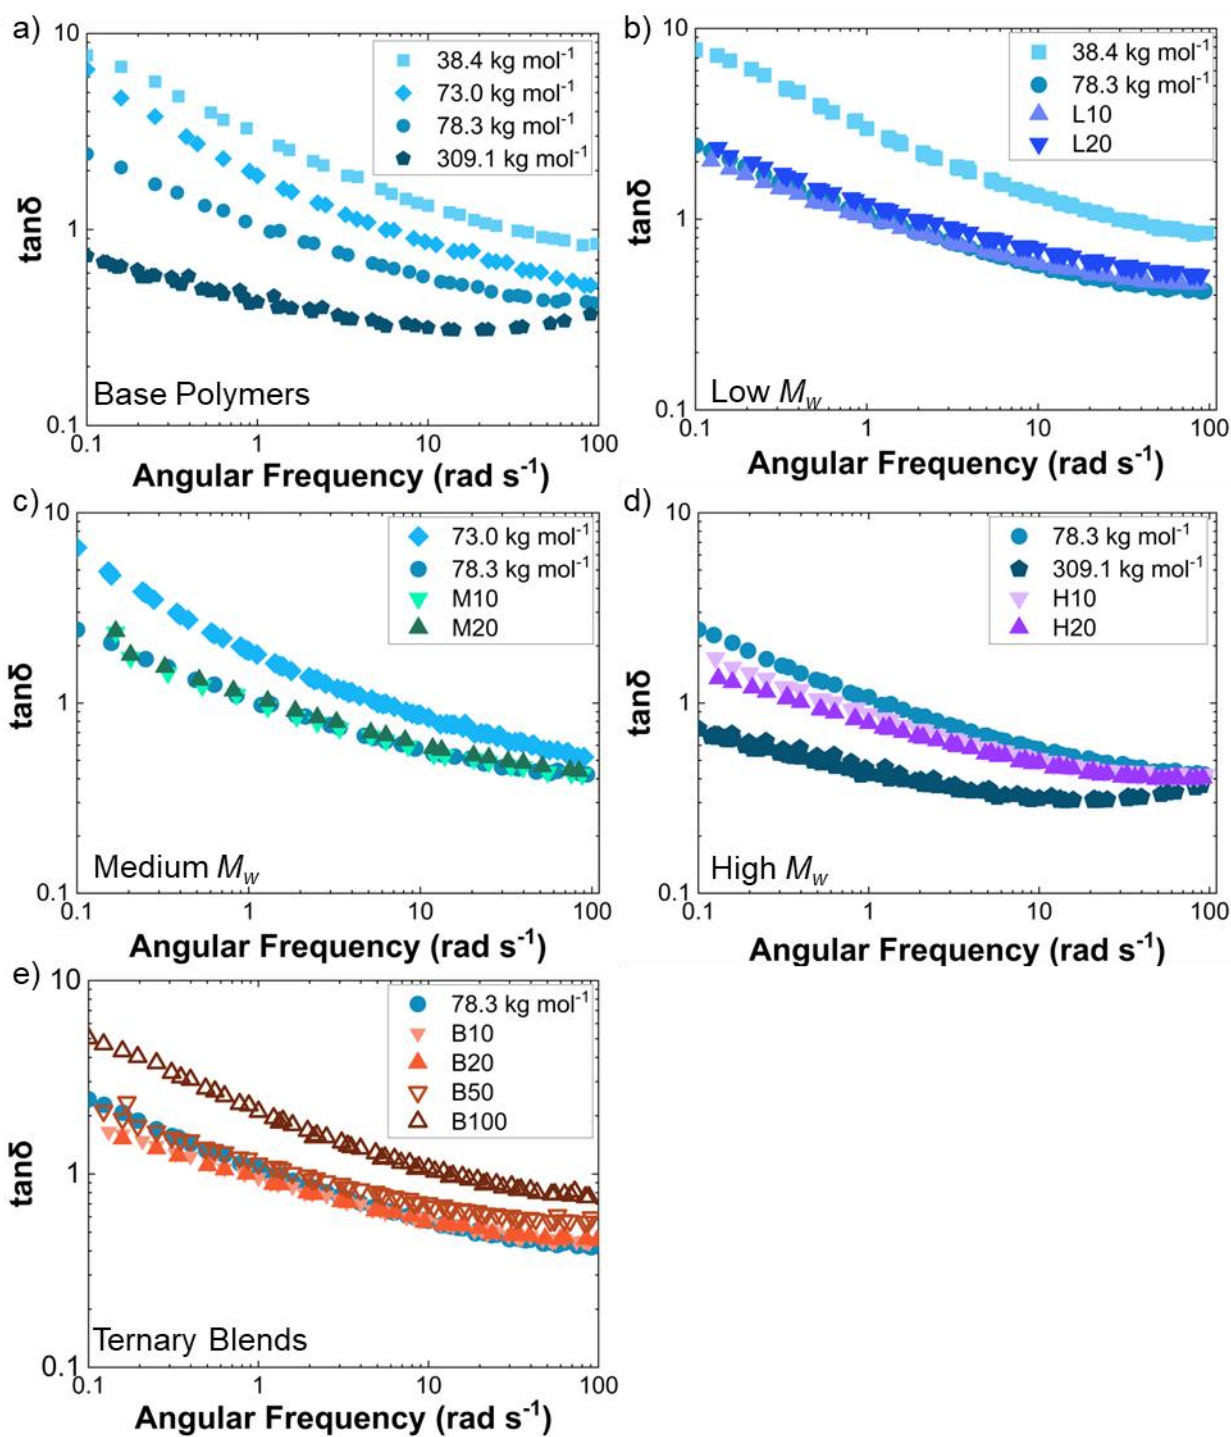 a)
10
38.4 kg mol⁻¹
73.0 kg mol⁻¹
78.3 kg mol⁻¹
309.1 kg mol⁻¹
tanδ
1
Base Polymers
0.1
0.1 1 10 100
Angular Frequency (rad s⁻¹)
b)
10
38.4 kg mol⁻¹
78.3 kg mol⁻¹
L10
L20
tanδ
1
Low Mw
0.1
0.1 1 10 100
Angular Frequency (rad s⁻¹)
c)
10
73.0 kg mol⁻¹
78.3 kg mol⁻¹
M10
M20
tanδ
1
Medium Mw
0.1
0.1 1 10 100
Angular Frequency (rad s⁻¹)
d)
10
78.3 kg mol⁻¹
309.1 kg mol⁻¹
H10
H20
tanδ
1
High Mw
0.1
0.1 1 10 100
Angular Frequency (rad s⁻¹)
e)
10
78.3 kg mol⁻¹
B10
B20
B50
B100
tanδ
1
Ternary Blends
0.1
0.1 1 10 100
Angular Frequency (rad s⁻¹)